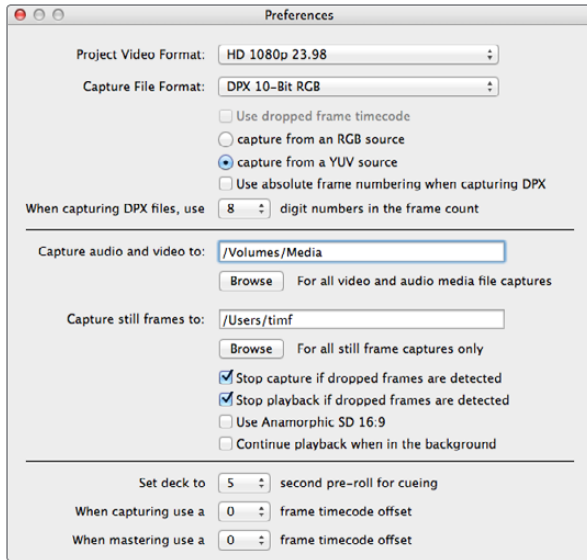 Preferences
Project Video Format: HD 1080p 23.98
Capture File Format: DPX 10-Bit RGB
Use dropped frame timecode
capture from an RGB source
capture from a YUV source
Use absolute frame numbering when capturing DPX
When capturing DPX files, use 8 digit numbers in the frame count
Capture audio and video to: /Volumes/Media
Browse For all video and audio media file captures
Capture still frames to: /Users/timf
Browse For all still frame captures only
Stop capture if dropped frames are detected
Stop playback if dropped frames are detected
Use Anamorphic SD 16:9
Continue playback when in the background
Set deck to 5 second pre-roll for cueing
When capturing use a 0 frame timecode offset
When mastering use a 0 frame timecode offset